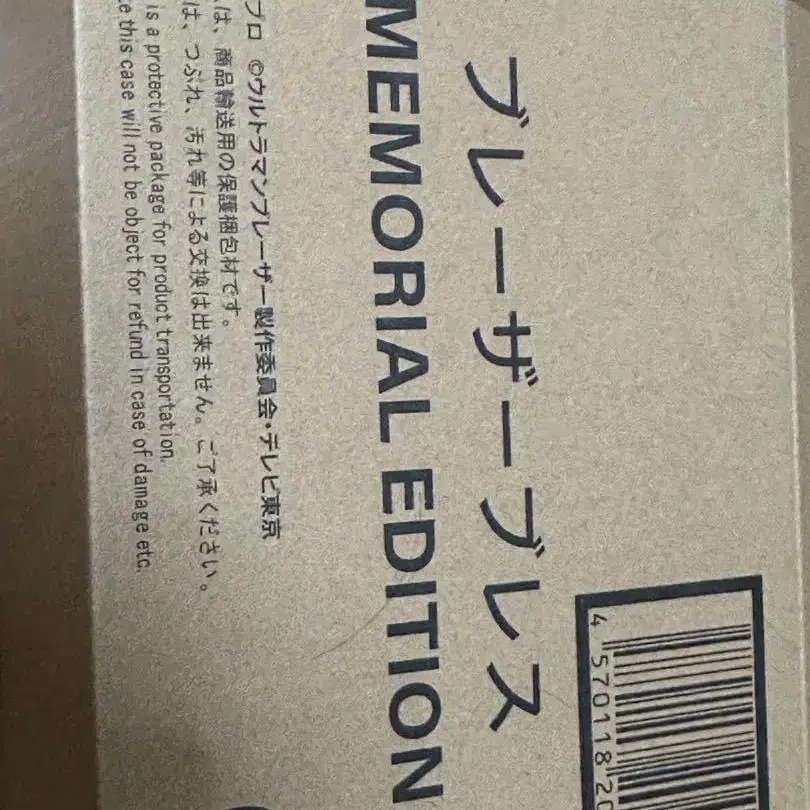 ブレーザーブレス
MEMORIAL EDITION
プロ ©ウルトラマンブレーザー製作委員会・テレビ東京
は、商品輸送用の保護梱包材です。
は、つぶれ、汚れ等による交換は出来ません。ご了承ください。
is a protective package for product transportation.
this case will not be object for refund in case of damage etc.
4 570118 20